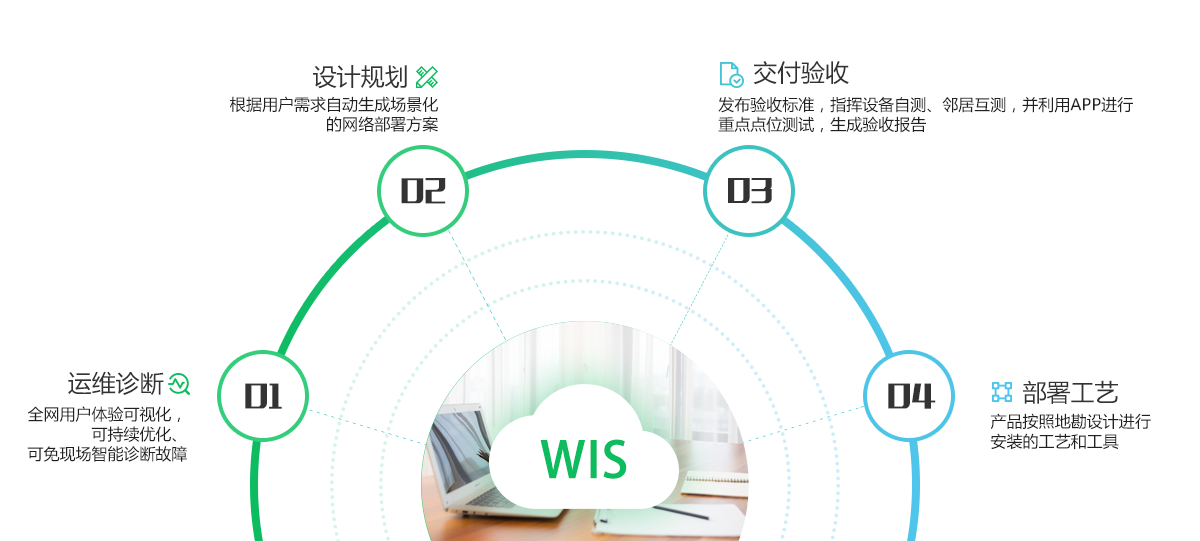 01
运维诊断
全网用户体验可视化，
可持续优化、
可免现场智能诊断故障
02
设计规划
根据用户需求自动生成场景化
的网络部署方案
03
交付验收
发布验收标准，指挥设备自测、邻居互测，并利用APP进行
重点点位测试，生成验收报告
04
部署工艺
产品按照地勘设计进行
安装的工艺和工具
WIS